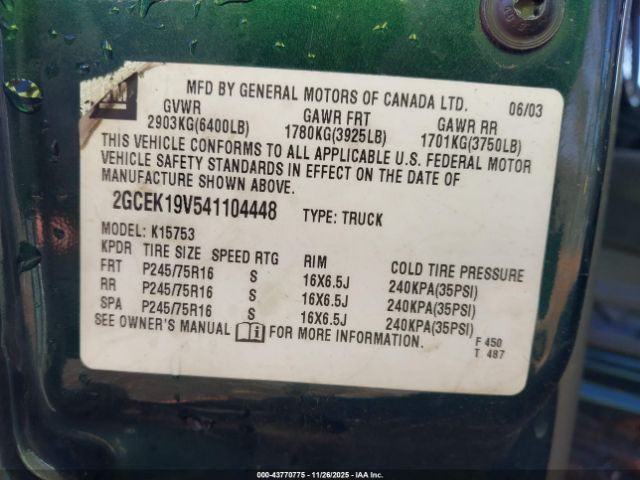 MFD BY GENERAL MOTORS OF CANADA LTD. 06/03
GVWR GAWR FRT GAWR RR
2903KG(6400LB) 1780KG(3925LB) 1701KG(3750LB)
THIS VEHICLE CONFORMS TO ALL APPLICABLE U.S. FEDERAL MOTOR
VEHICLE SAFETY STANDARDS IN EFFECT ON THE DATE OF
MANUFACTURE SHOWN ABOVE.
2GCEK19V541104448 TYPE: TRUCK
MODEL: K15753
KPDR TIRE SIZE SPEED RTG RIM COLD TIRE PRESSURE
FRT P245/75R16 S 16X6.5J 240KPA(35PSI)
RR P245/75R16 S 16X6.5J 240KPA(35PSI)
SPA P245/75R16 S 16X6.5J 240KPA(35PSI)
SEE OWNER'S MANUAL FOR MORE INFORMATION.
F 450
T 487
000-43770775 - 11/26/2025 - IAA Inc.